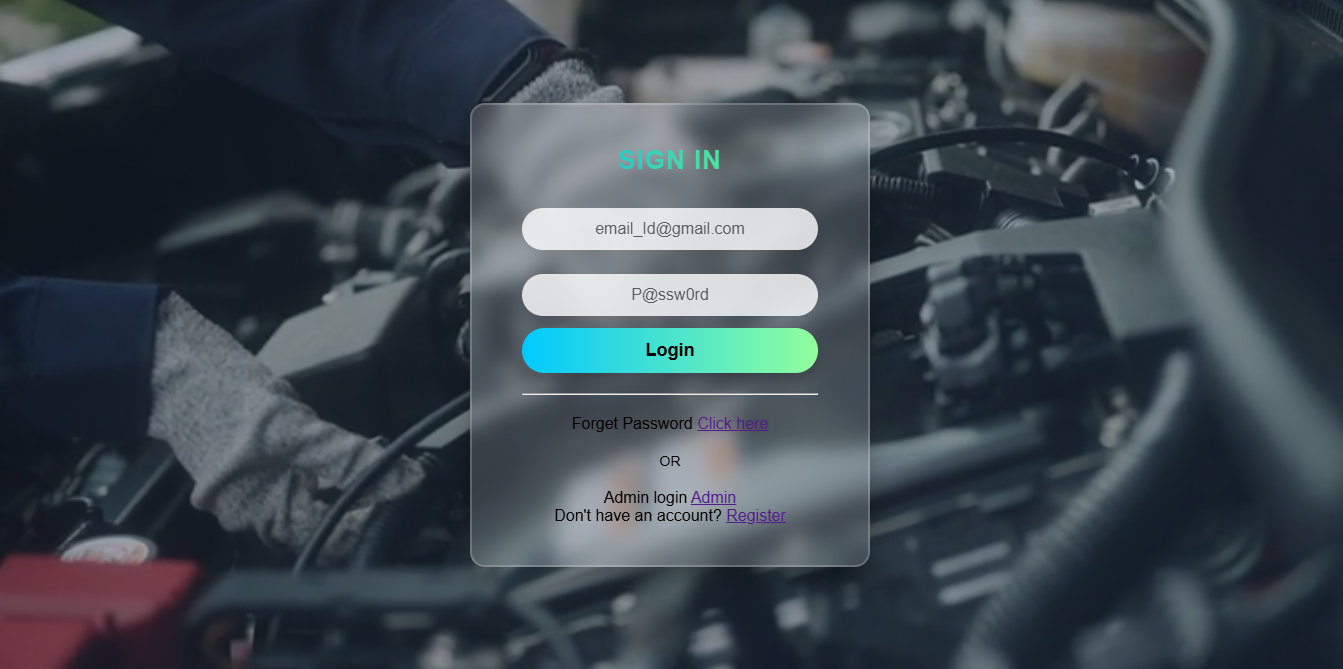 SIGN IN
email_Id@gmail.com
P@ssw0rd
Login
Forget Password Click here
OR
Admin login Admin
Don't have an account? Register